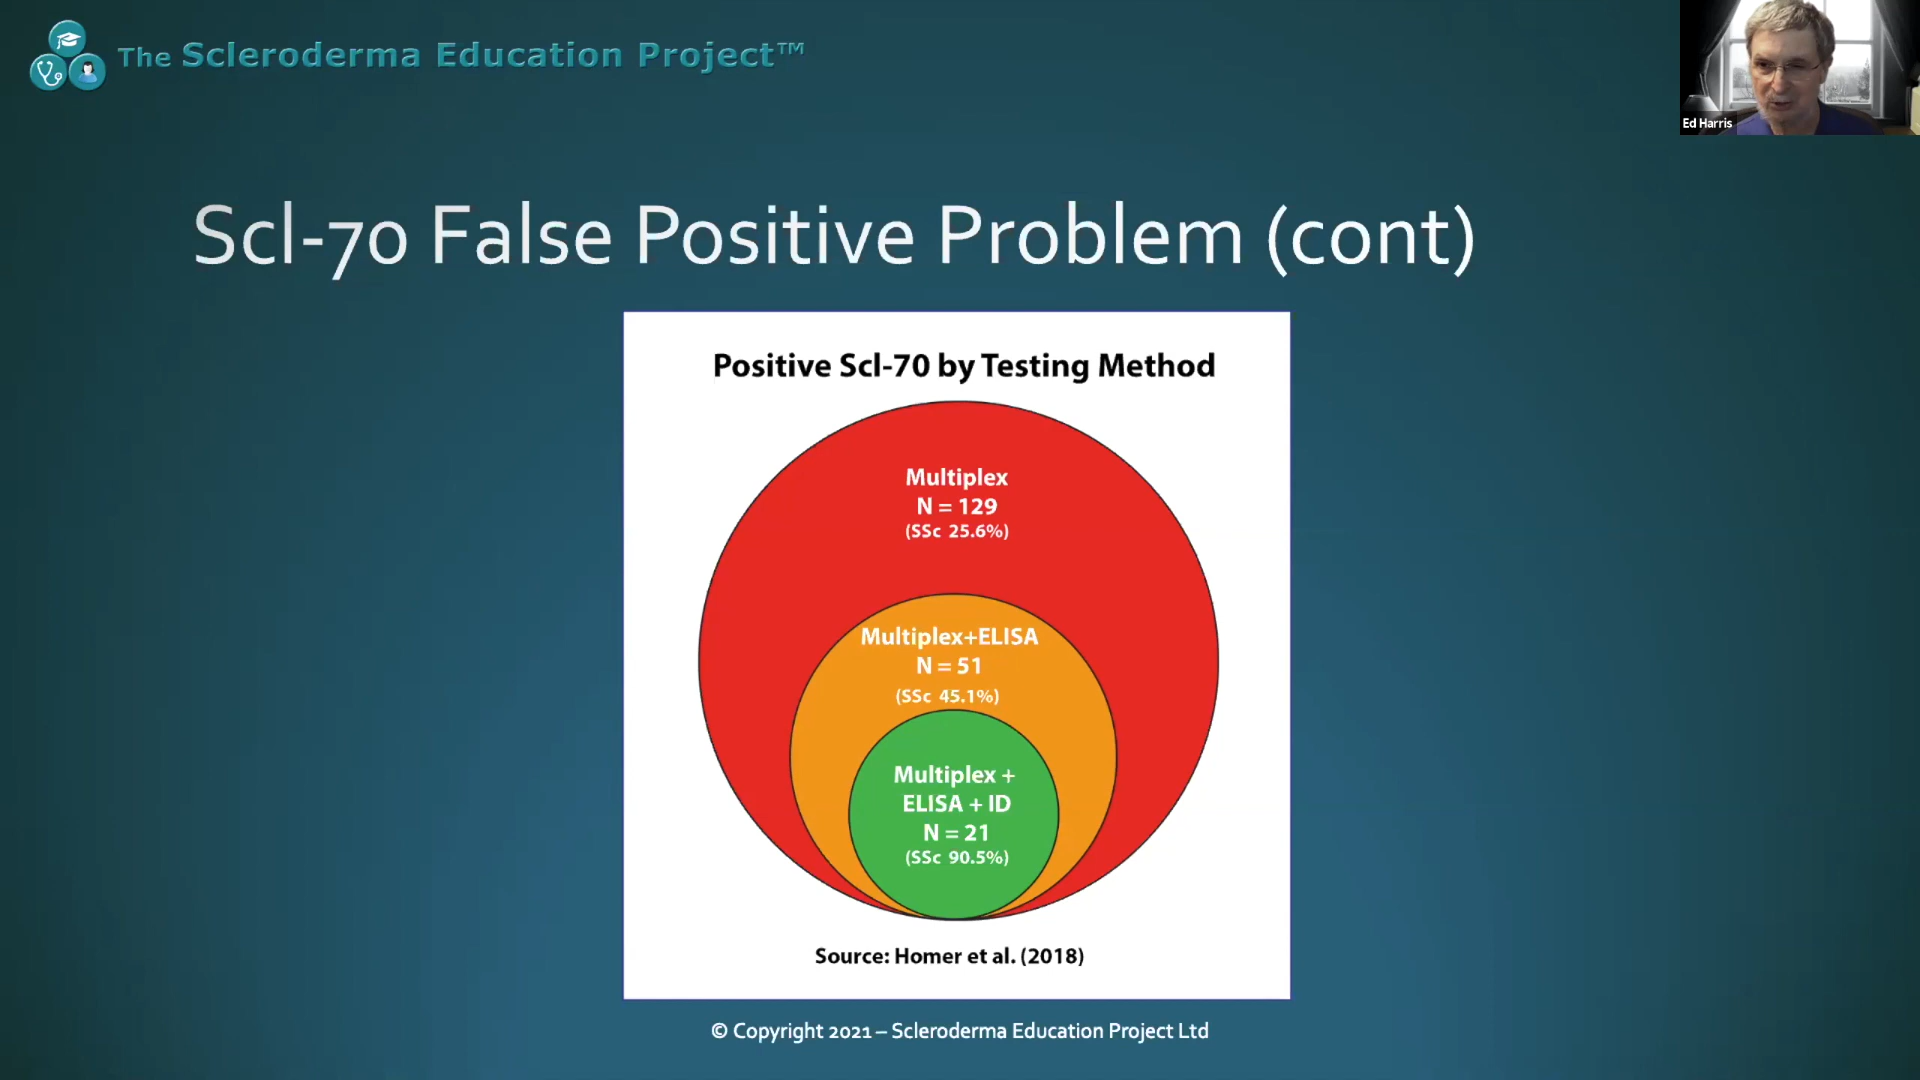 The Scleroderma Education Project™
Ed Harris
Scl-70 False Positive Problem (cont)
Positive Scl-70 by Testing Method
Multiplex
N = 129
(SSc 25.6%)
Multiplex+ELISA
N = 51
(SSc 45.1%)
Multiplex +
ELISA + ID
N = 21
(SSc 90.5%)
Source: Homer et al. (2018)
© Copyright 2021 – Scleroderma Education Project Ltd